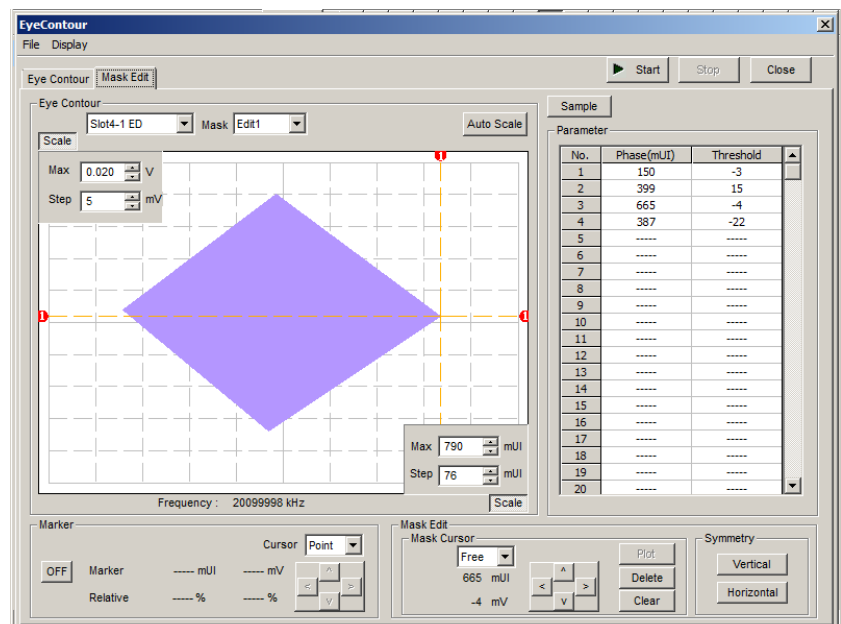 EyeContour
File Display
Eye Contour Mask Edit Start Stop Close
Eye Contour
Slot4-1 ED Mask Edit1 Auto Scale
Scale
Max 0.020 V
Step 5 mV
1
1 1
Max 790 mUI
Step 76 mUI
Frequency : 20099998 kHz Scale
Sample
Parameter
No. Phase(mUI) Threshold
1 150 -3
2 399 15
3 665 -4
4 387 -22
5 ----- -----
6 ----- -----
7 ----- -----
8 ----- -----
9 ----- -----
10 ----- -----
11 ----- -----
12 ----- -----
13 ----- -----
14 ----- -----
15 ----- -----
16 ----- -----
17 ----- -----
18 ----- -----
19 ----- -----
20 ----- -----
Marker
Cursor Point
OFF Marker ----- mUI ----- mV
Relative ----- % ----- %
^
< >
v
Mask Edit
Mask Cursor
Free
665 mUI
-4 mV
^
< >
v
Plot
Delete
Clear
Symmetry
Vertical
Horizontal